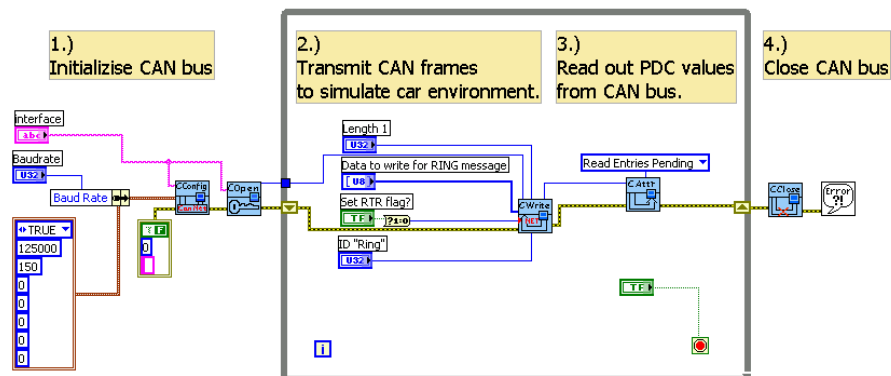 1.)
Initializise CAN bus
2.)
Transmit CAN frames
to simulate car environment.
3.)
Read out PDC values
from CAN bus.
4.)
Close CAN bus
interface
abc
Baudrate
U32
Baud Rate
TRUE
125000
150
0
0
0
0
0
CConfig
CanCfg
F
0
COpen
Length 1
U32
Data to write for RING message
U8
Set RTR flag?
TF
?1:0
ID "Ring"
U32
CWrite
NET
Read Entries Pending
CAttr
TF
i
CClose
Error
?!